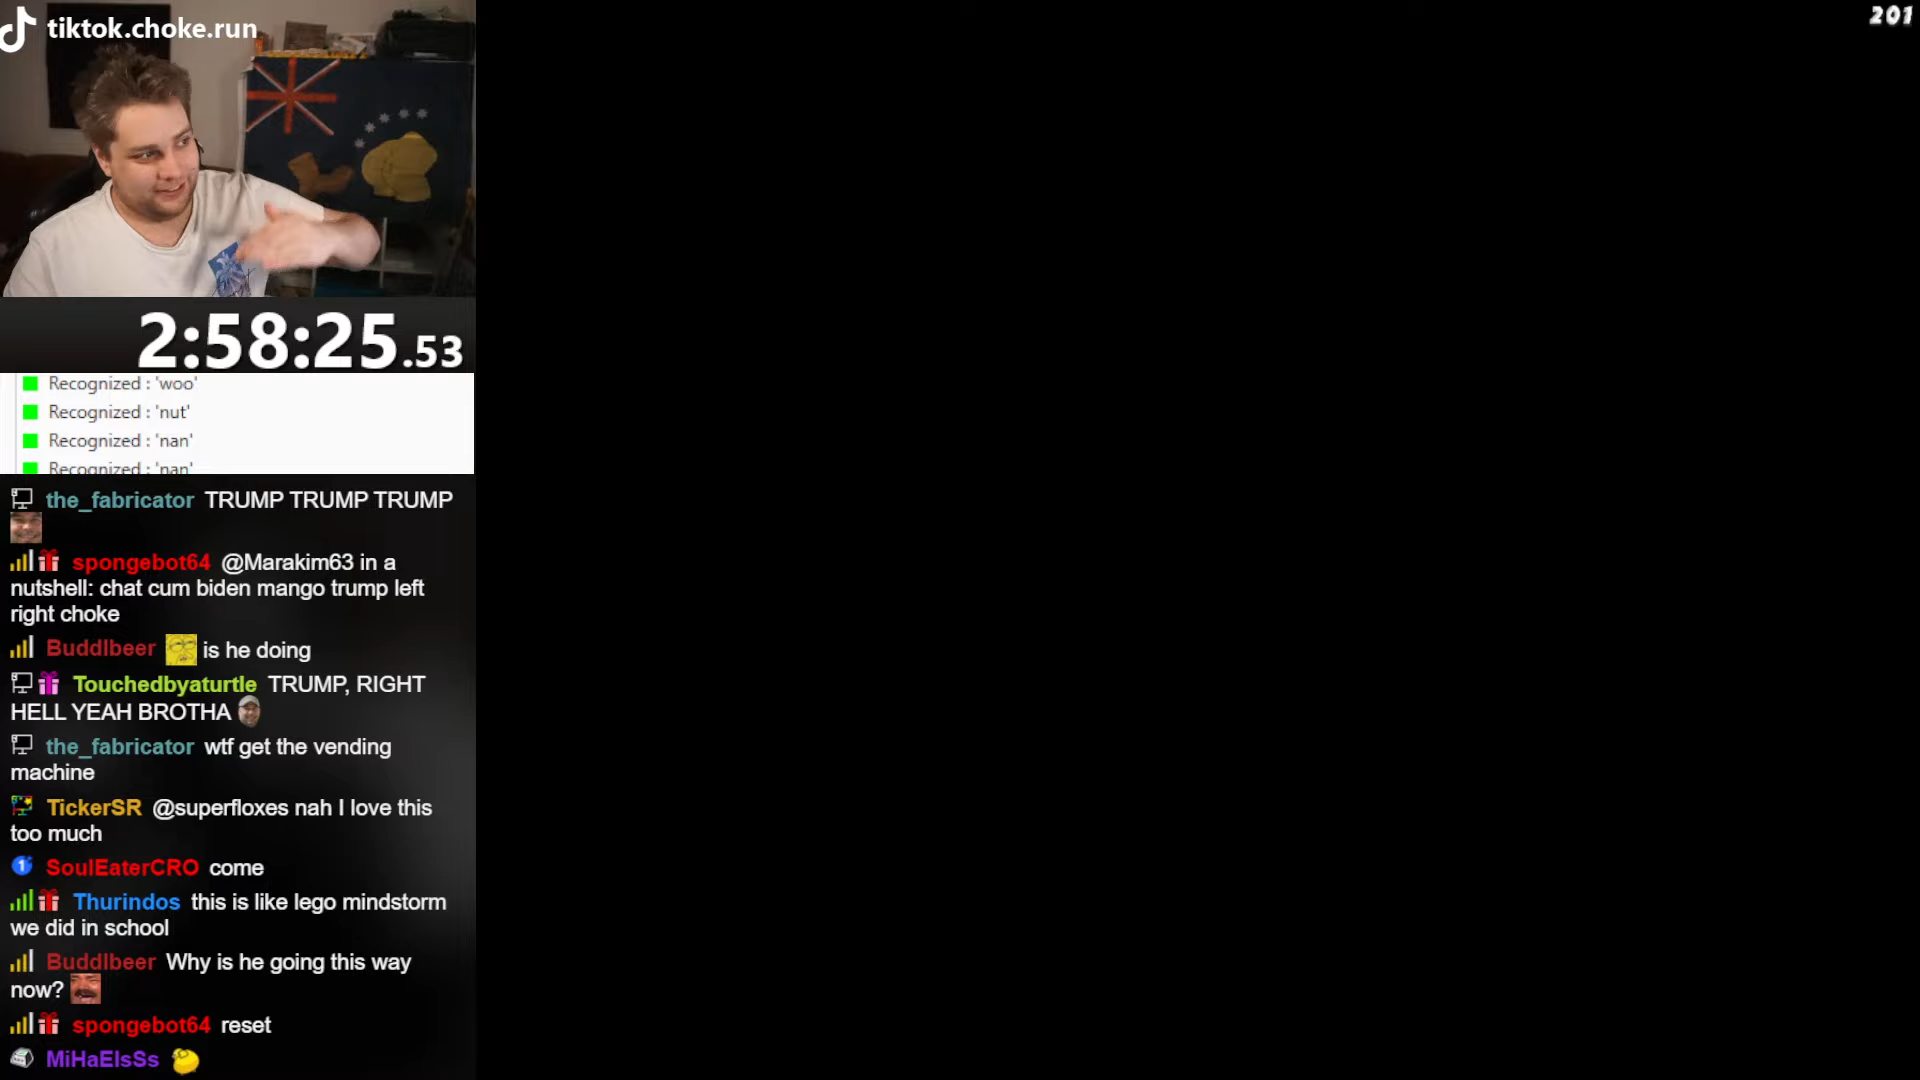 tiktok.choke.run
201
2:58:25.53
Recognized : 'woo'
Recognized : 'nut'
Recognized : 'nan'
Recognized : 'nan'
the_fabricator TRUMP TRUMP TRUMP
spongebot64 @Marakim63 in a
nutshell: chat cum biden mango trump left
right choke
Buddlbeer is he doing
Touchedbyaturtle TRUMP, RIGHT
HELL YEAH BROTHA
the_fabricator wtf get the vending
machine
TickerSR @superfloxes nah I love this
too much
1 SoulEaterCRO come
Thurindos this is like lego mindstorm
we did in school
Buddlbeer Why is he going this way
now?
spongebot64 reset
MiHaElsSs